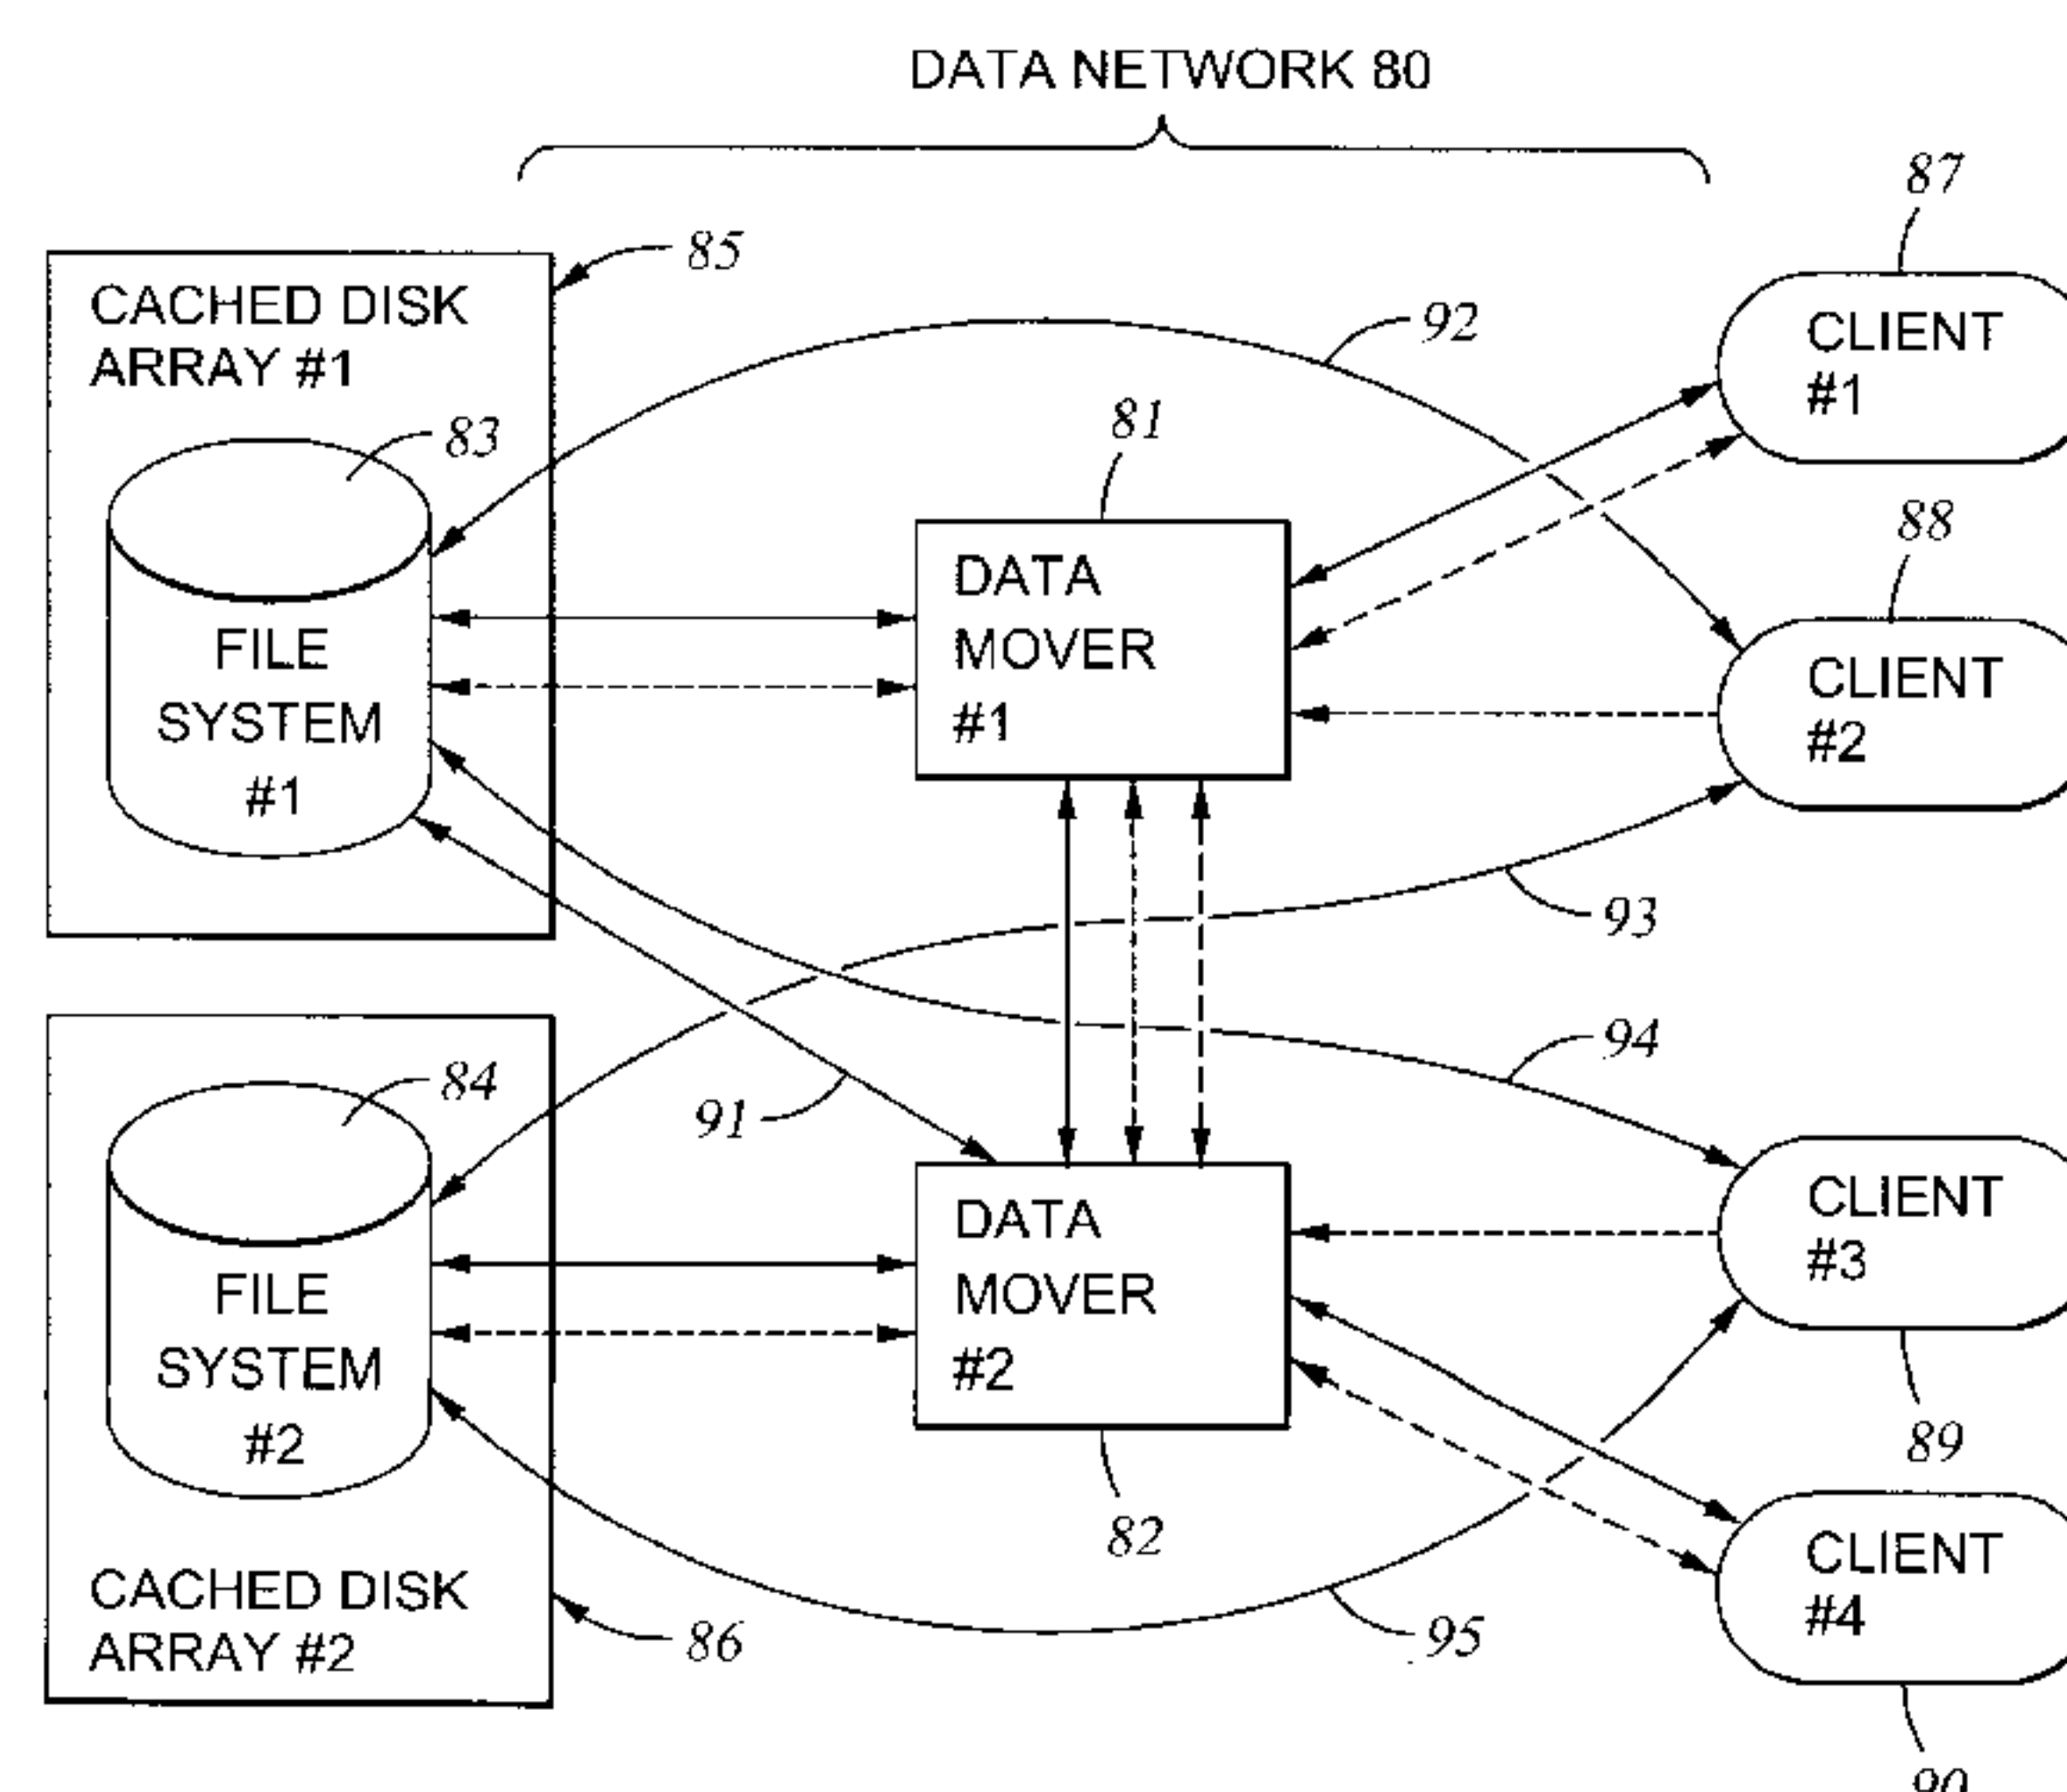 DATA NETWORK 80
87
85
CACHED DISK
ARRAY #1
92
CLIENT
#1
83
81
88
DATA
MOVER
#1
FILE
SYSTEM
#1
CLIENT
#2
93
94
84
91
CLIENT
#3
DATA
MOVER
#2
FILE
SYSTEM
#2
89
82
CLIENT
#4
CACHED DISK
ARRAY #2
86
95
90